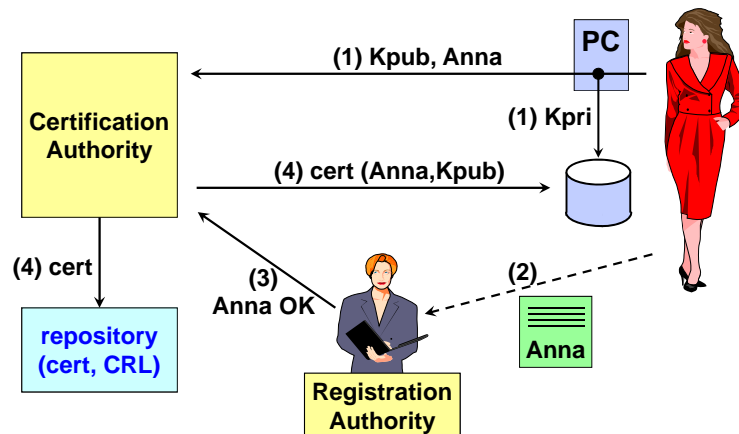 PC
(1) Kpub, Anna
(1) Kpri
Certification
Authority
(4) cert (Anna,Kpub)
(4) cert
(3)
Anna OK
(2)
Anna
repository
(cert, CRL)
Registration
Authority